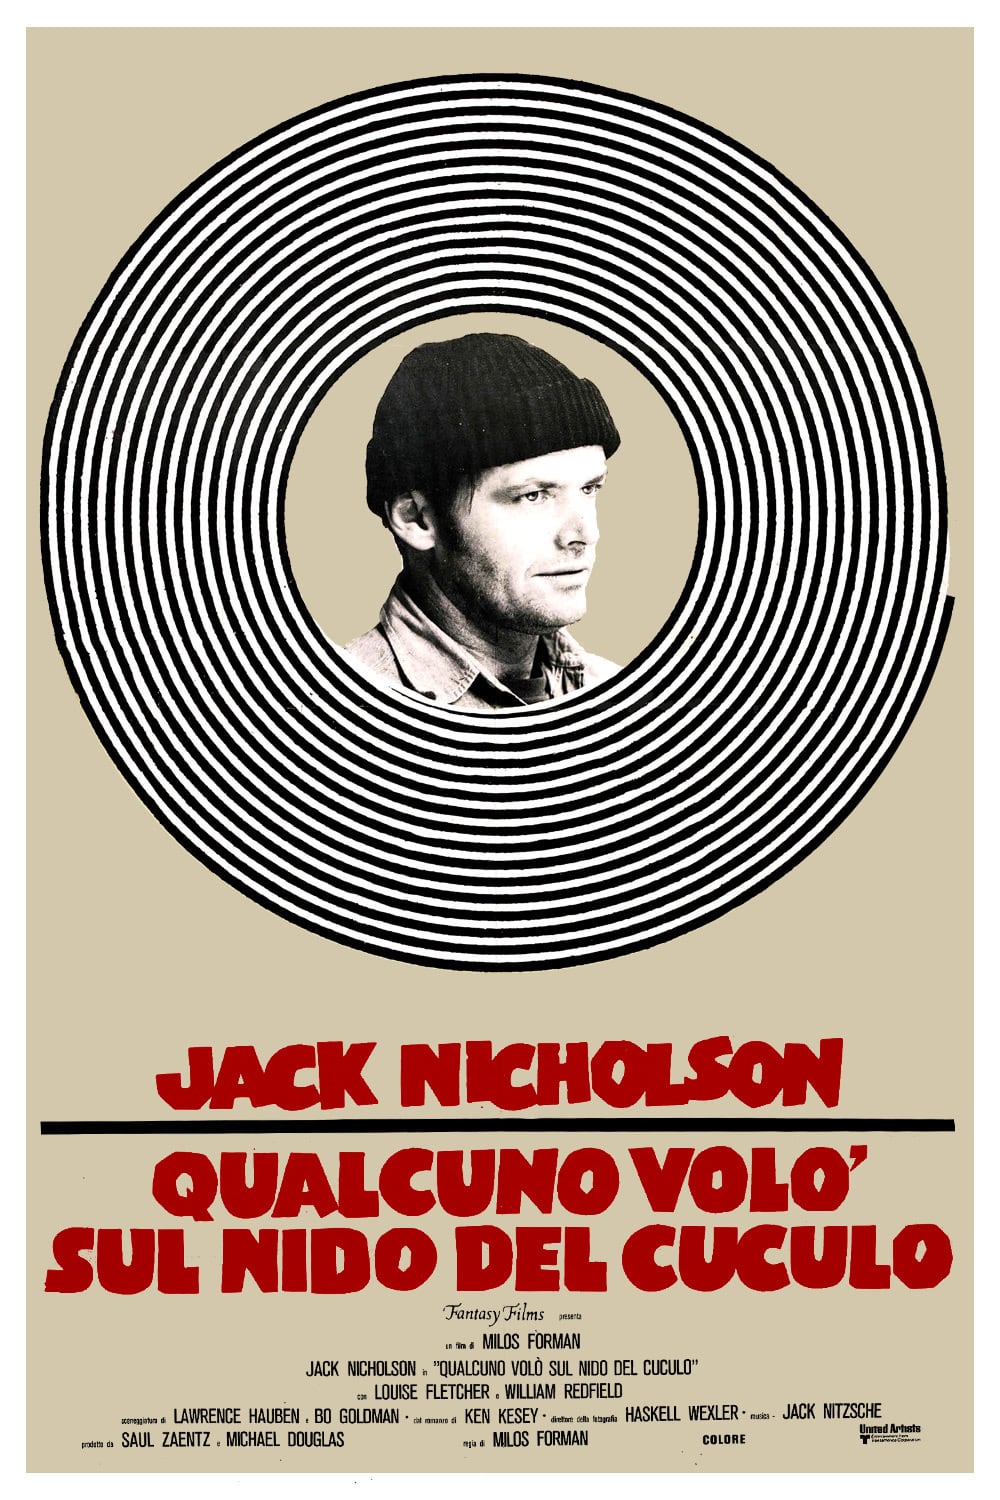 JACK NICHOLSON
QUALCUNO VOLO'
SUL NIDO DEL CUCULO
Fantasy Films presenta
un film di MILOS FORMAN
JACK NICHOLSON in "QUALCUNO VOLÒ SUL NIDO DEL CUCULO"
con LOUISE FLETCHER e WILLIAM REDFIELD
sceneggiatura di LAWRENCE HAUBEN e BO GOLDMAN · dal romanzo di KEN KESEY · direttore della fotografia HASKELL WEXLER · musica - JACK NITZSCHE
prodotto da SAUL ZAENTZ e MICHAEL DOUGLAS regia di MILOS FORMAN COLORE United Artists